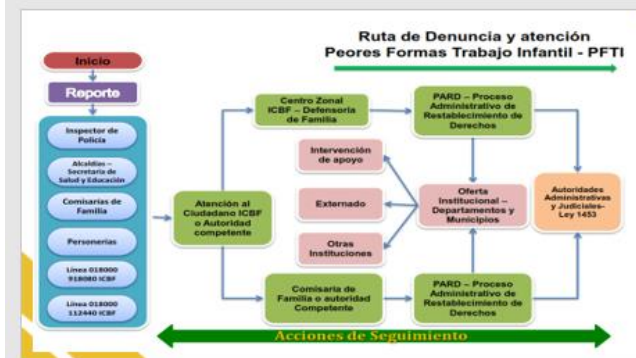 Ruta de Denuncia y atención
Peores Formas Trabajo Infantil - PFTI
Inicio
Reporte
Inspector de
Policía
Alcaldías –
Secretaría de
Salud y Educación
Comisarías de
Familia
Personerías
Línea 018000
918080 ICBF
Línea 018000
112440 ICBF
Atención al
Ciudadano ICBF
o Autoridad
competente
Centro Zonal
ICBF – Defensoría
de Familia
PARD – Proceso
Administrativo de
Restablecimiento de
Derechos
Intervención
de apoyo
Externado
Otras
Instituciones
Oferta
Institucional –
Departamentos y
Municipios
Autoridades
Administrativas
y Judiciales-
Ley 1453
Comisaria de
Familia o autoridad
Competente
PARD – Proceso
Administrativo de
Restablecimiento de
Derechos
Acciones de Seguimiento